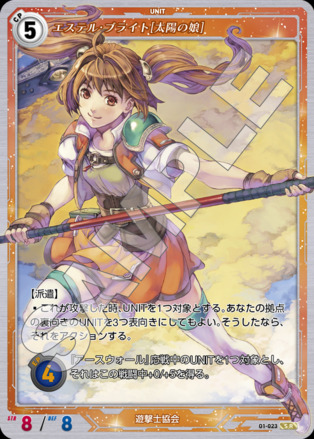 UNIT
CP
5
エステル・ブライト[太陽の娘]
SAMPLE
【派遣】
・これが攻撃した時、UNITを1つ対象とする。あなたの拠点
の表向きのUNITを3つ裏向きにしてもよい。そうしたなら、
それをアクションする。
4
『アースウォール』応戦中のUNITを1つ対象とし、
それはこの戦闘中+0/+5を得る。
8 / 8
遊撃士協会
01-023